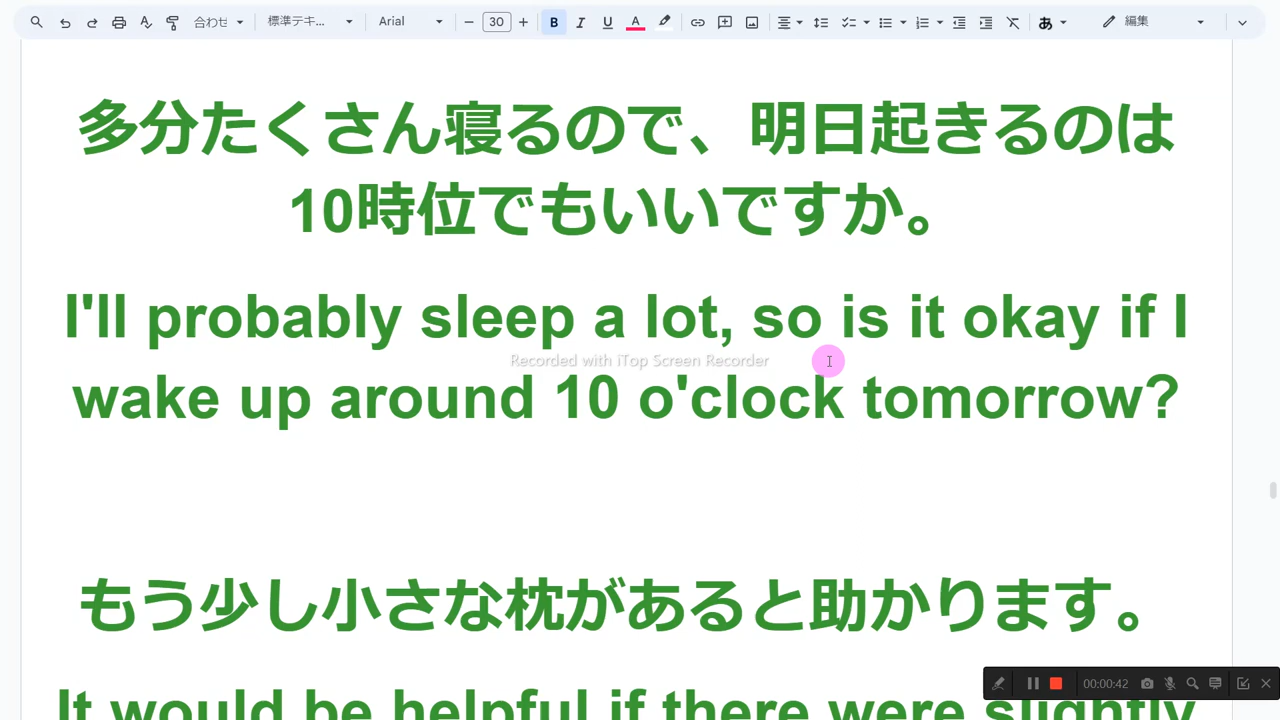 合わせ 標準テキ... Arial 30 B I U A あ 編集
多分たくさん寝るので、明日起きるのは
10時位でもいいですか。
I'll probably sleep a lot, so is it okay if I
Recorded with iTop Screen Recorder
wake up around 10 o'clock tomorrow?
もう少し小さな枕があると助かります。
It would be helpful if there were slightly
00:00:42